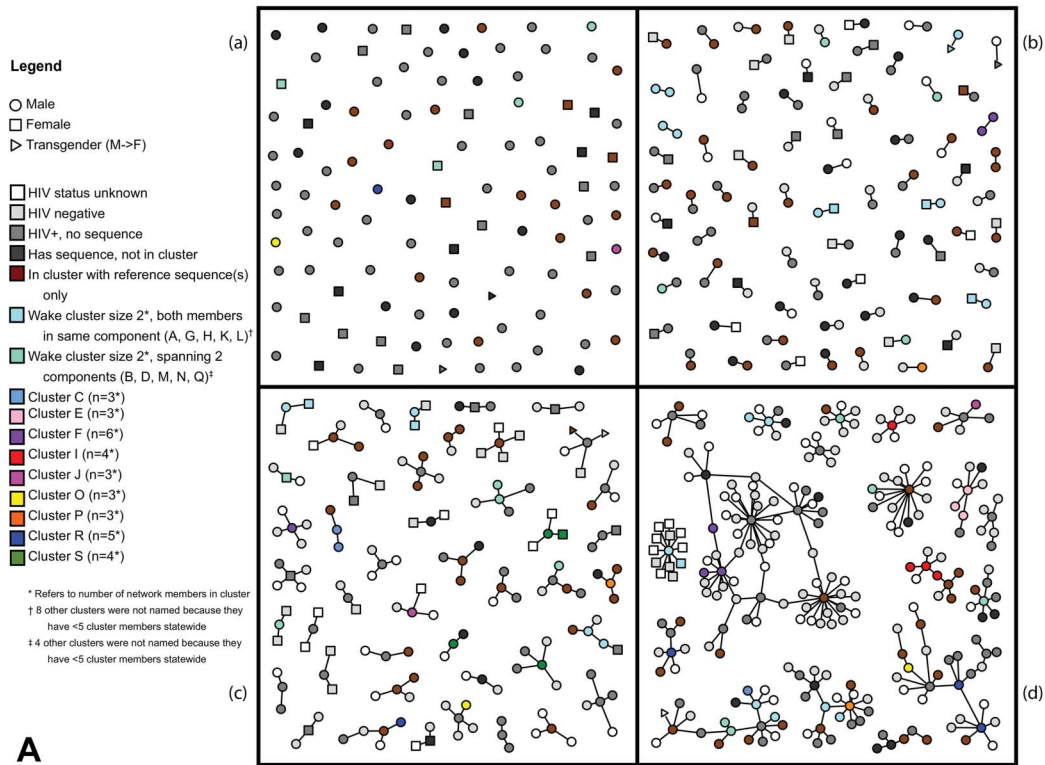 (a)
(b)
Legend
Male
Female
Transgender (M->F)
HIV status unknown
HIV negative
HIV+, no sequence
Has sequence, not in cluster
In cluster with reference sequence(s)
only
Wake cluster size 2*, both members
in same component (A, G, H, K, L)†
Wake cluster size 2*, spanning 2
components (B, D, M, N, Q)‡
Cluster C (n=3*)
Cluster E (n=3*)
Cluster F (n=6*)
Cluster I (n=4*)
Cluster J (n=3*)
Cluster O (n=3*)
Cluster P (n=3*)
Cluster R (n=5*)
Cluster S (n=4*)
* Refers to number of network members in cluster
† 8 other clusters were not named because they
have <5 cluster members statewide
‡ 4 other clusters were not named because they
have <5 cluster members statewide
(c)
(d)
A